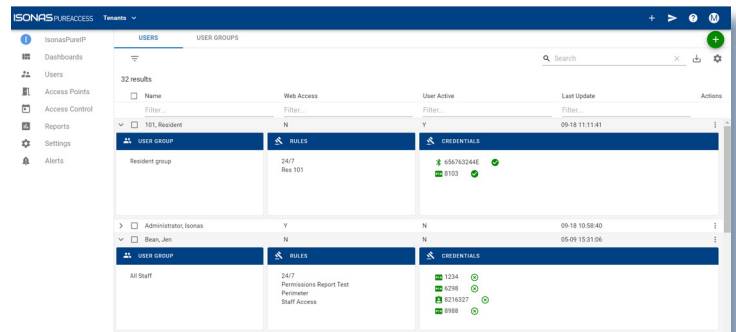 ISONAS PUREACCESS Tenants
IsonasPureIP
Dashboards
Users
Access Points
Access Control
Reports
Settings
Alerts
USERS USER GROUPS
Search
32 results
Name Web Access User Active Last Update Actions
Filter... Filter... Filter... Filter...
101, Resident N Y 09-18 11:11:41
USER GROUP RULES CREDENTIALS
Resident group 24/7 656763244E
Res 101 PIN 8103
Administrator, Isonas Y N 09-18 10:58:40
Bean, Jen N N 05-09 15:31:06
USER GROUP RULES CREDENTIALS
All Staff 24/7 PIN 1234
Permissions Report Test PIN 6298
Perimeter 8216327
Staff Access PIN 8988